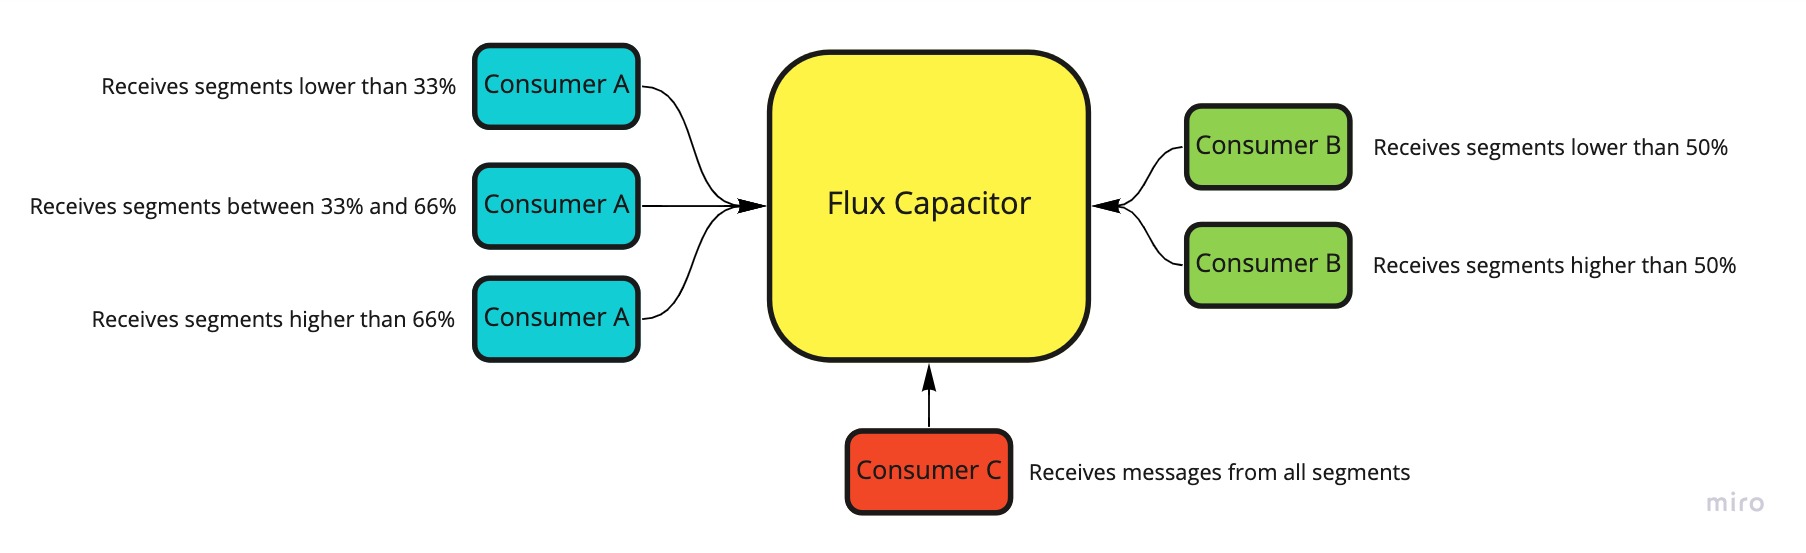 Receives segments lower than 33%
Consumer A
Receives segments between 33% and 66%
Consumer A
Receives segments higher than 66%
Consumer A
Flux Capacitor
Consumer B
Receives segments lower than 50%
Consumer B
Receives segments higher than 50%
Consumer C
Receives messages from all segments
miro